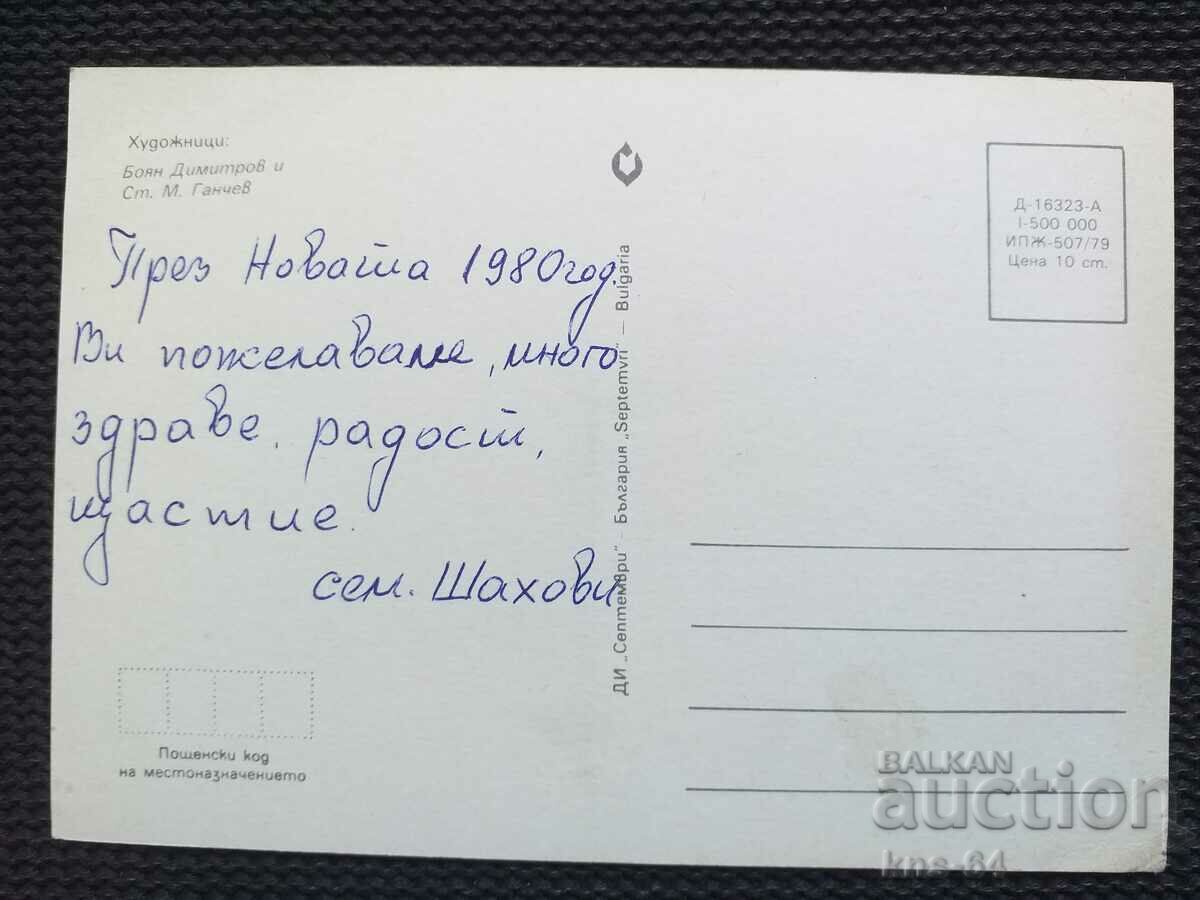 Художници:
Боян Димитров и
Ст. М. Ганчев
През Новата 1980 год.
Ви пожелаваме, много
здраве, радост,
щастие.
сем. Шахови
Пощенски код
на местоназначението
ДИ „Септември" – България „Septemvri" – Bulgaria
Д-16323-А
I-500 000
ИПЖ-507/79
Цена 10 ст.
BALKAN
auction
kns-64